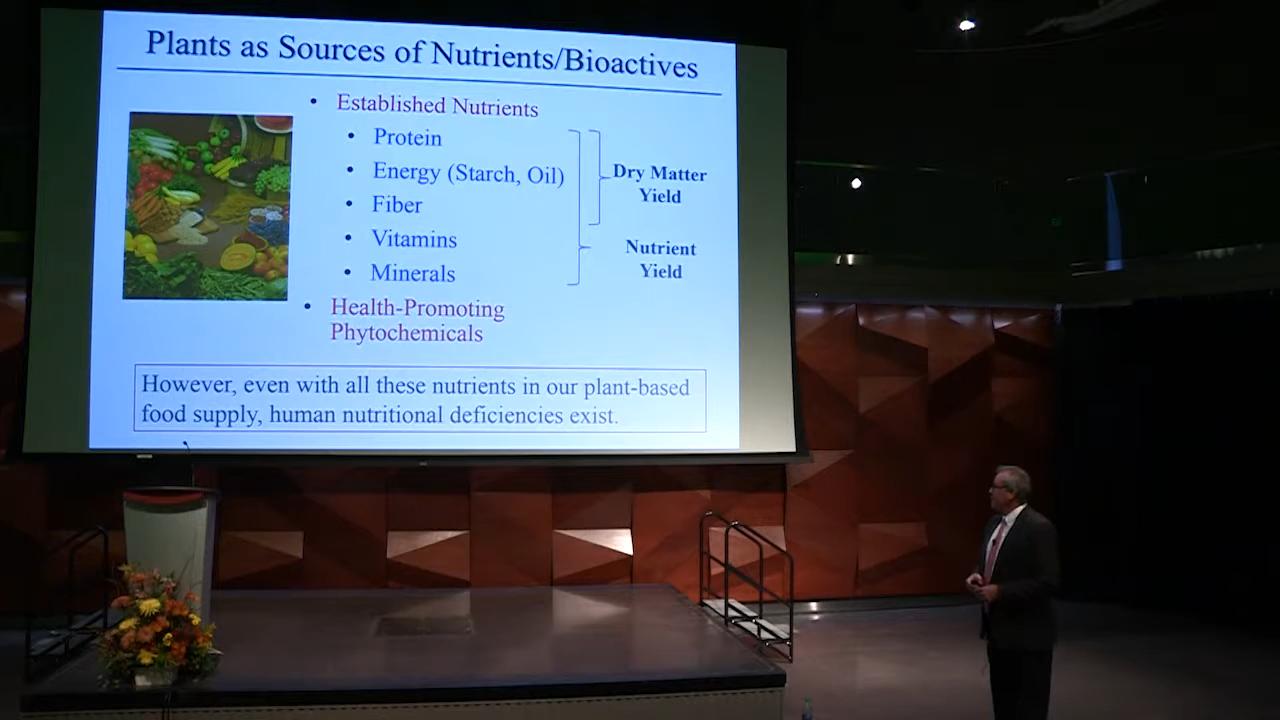 Plants as Sources of Nutrients/Bioactives
• Established Nutrients
• Protein
• Energy (Starch, Oil)
• Fiber
• Vitamins
• Minerals
Dry Matter
Yield
Nutrient
Yield
• Health-Promoting
Phytochemicals
However, even with all these nutrients in our plant-based
food supply, human nutritional deficiencies exist.